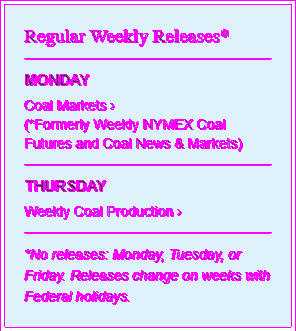 Regular Weekly Releases*
MONDAY
Coal Markets ›
(*Formerly Weekly NYMEX Coal
Futures and Coal News & Markets)
THURSDAY
Weekly Coal Production ›
*No releases: Monday, Tuesday, or
Friday. Releases change on weeks with
Federal holidays.